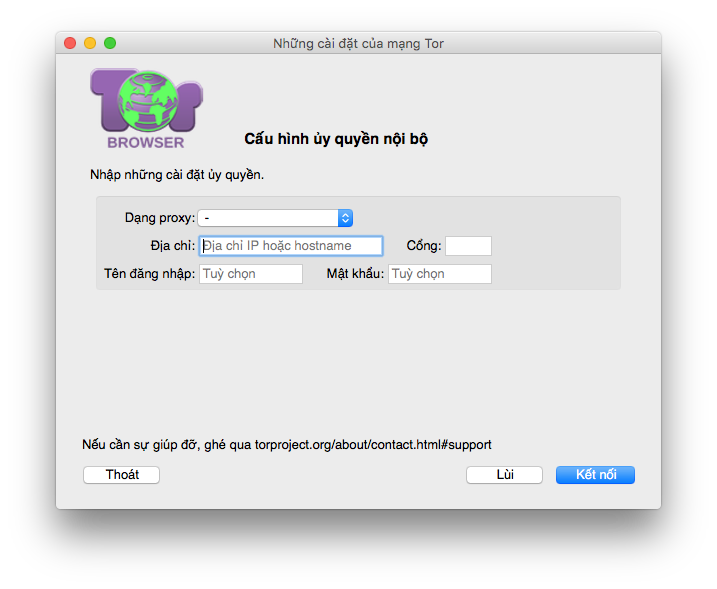 Những cài đặt của mạng Tor
Tor
BROWSER
Cấu hình ủy quyền nội bộ
Nhập những cài đặt ủy quyền.
Dạng proxy: -
Địa chỉ: Địa chỉ IP hoặc hostname Cổng:
Tên đăng nhập: Tuỳ chọn Mật khẩu: Tuỳ chọn
Nếu cần sự giúp đỡ, ghé qua torproject.org/about/contact.html#support
Thoát Lùi Kết nối